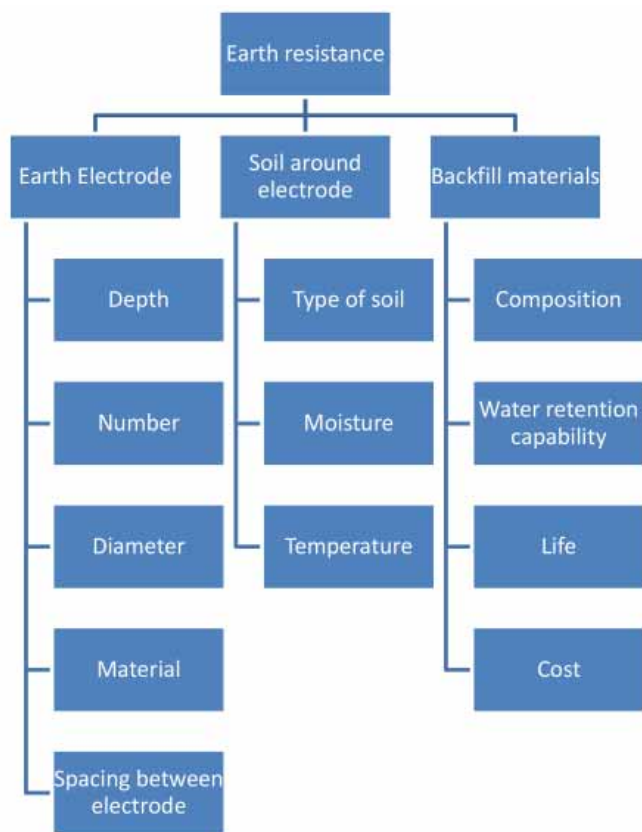 Earth resistance
Earth Electrode
Soil around
electrode
Backfill materials
Depth
Number
Diameter
Material
Spacing between
electrode
Type of soil
Moisture
Temperature
Composition
Water retention
capability
Life
Cost